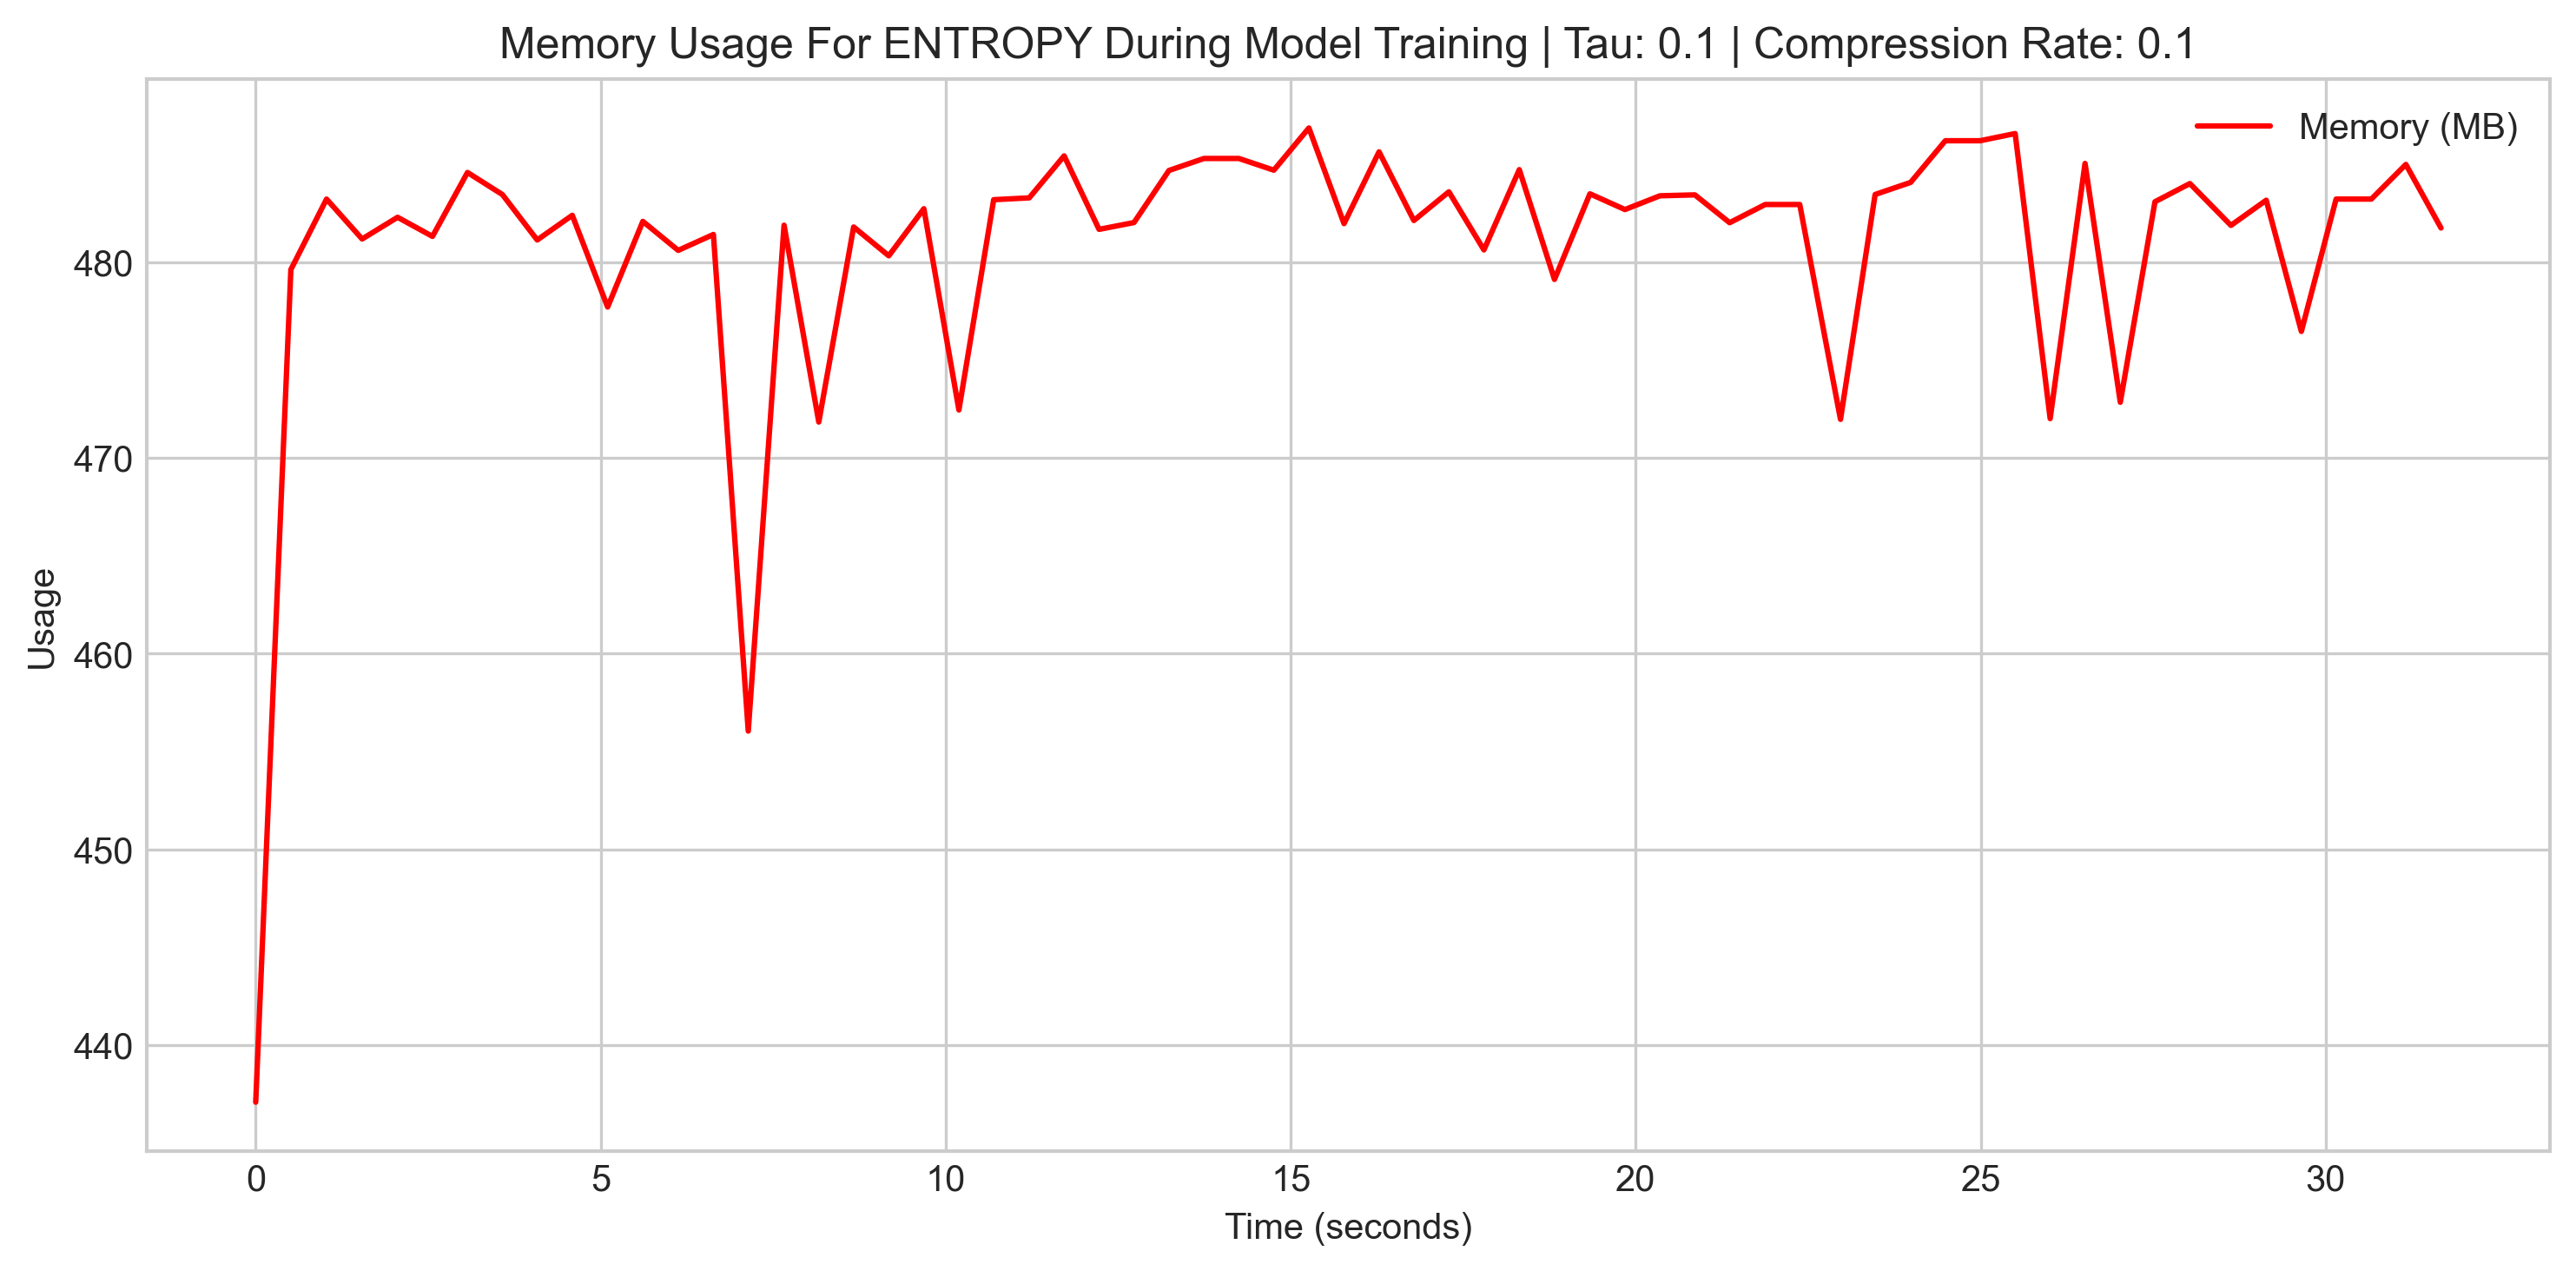 Memory Usage For ENTROPY During Model Training | Tau: 0.1 | Compression Rate: 0.1
Memory (MB)
480
470
460
450
440
Usage
0 5 10 15 20 25 30
Time (seconds)